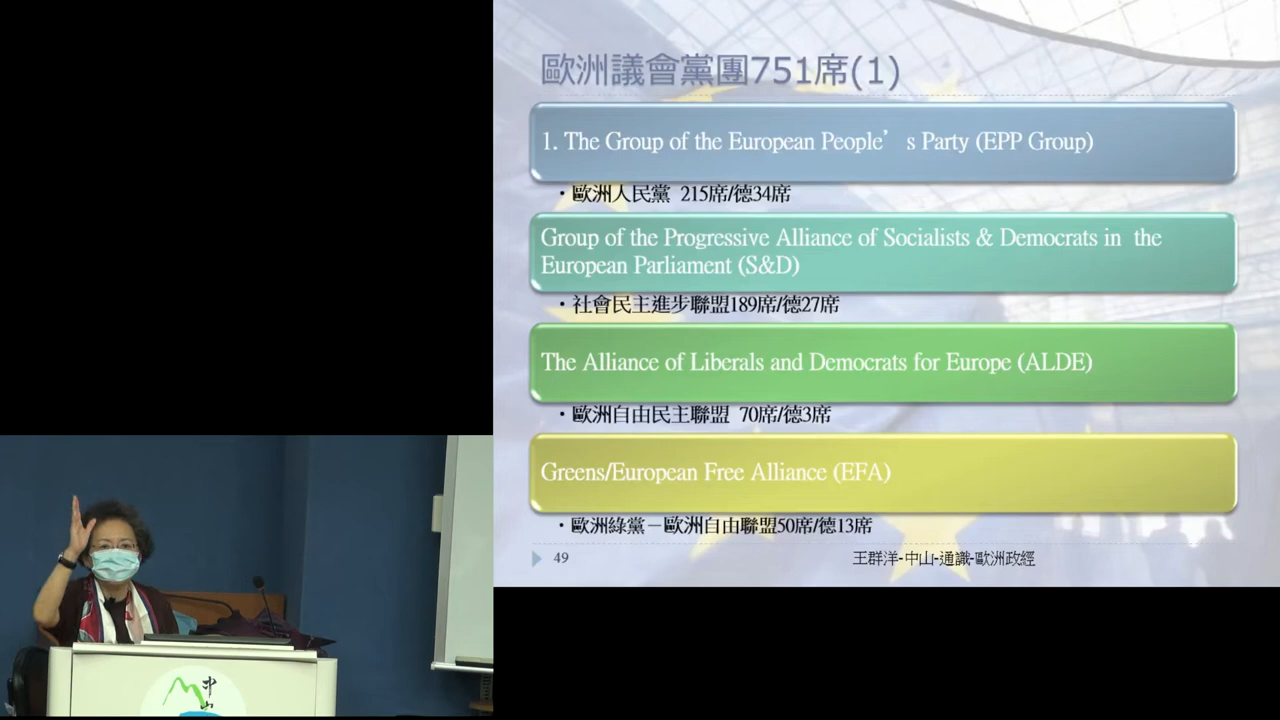 歐洲議會黨團751席(1)
1. The Group of the European People’ s Party (EPP Group)
・歐洲人民黨 215席/德34席
Group of the Progressive Alliance of Socialists & Democrats in the
European Parliament (S&D)
・社會民主進步聯盟189席/德27席
The Alliance of Liberals and Democrats for Europe (ALDE)
・歐洲自由民主聯盟 70席/德3席
Greens/European Free Alliance (EFA)
・歐洲綠黨－歐洲自由聯盟50席/德13席
49
王群洋-中山-通識-歐洲政經
中山